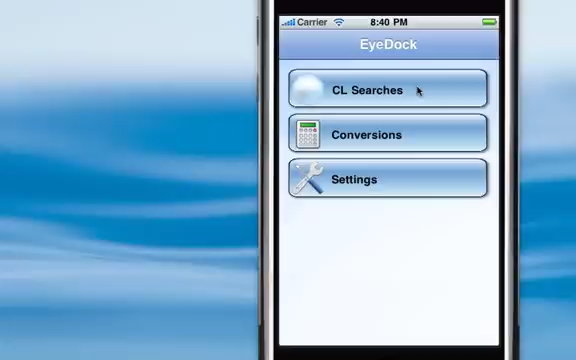 Carrier 8:40 PM
EyeDock
CL Searches
Conversions
Settings